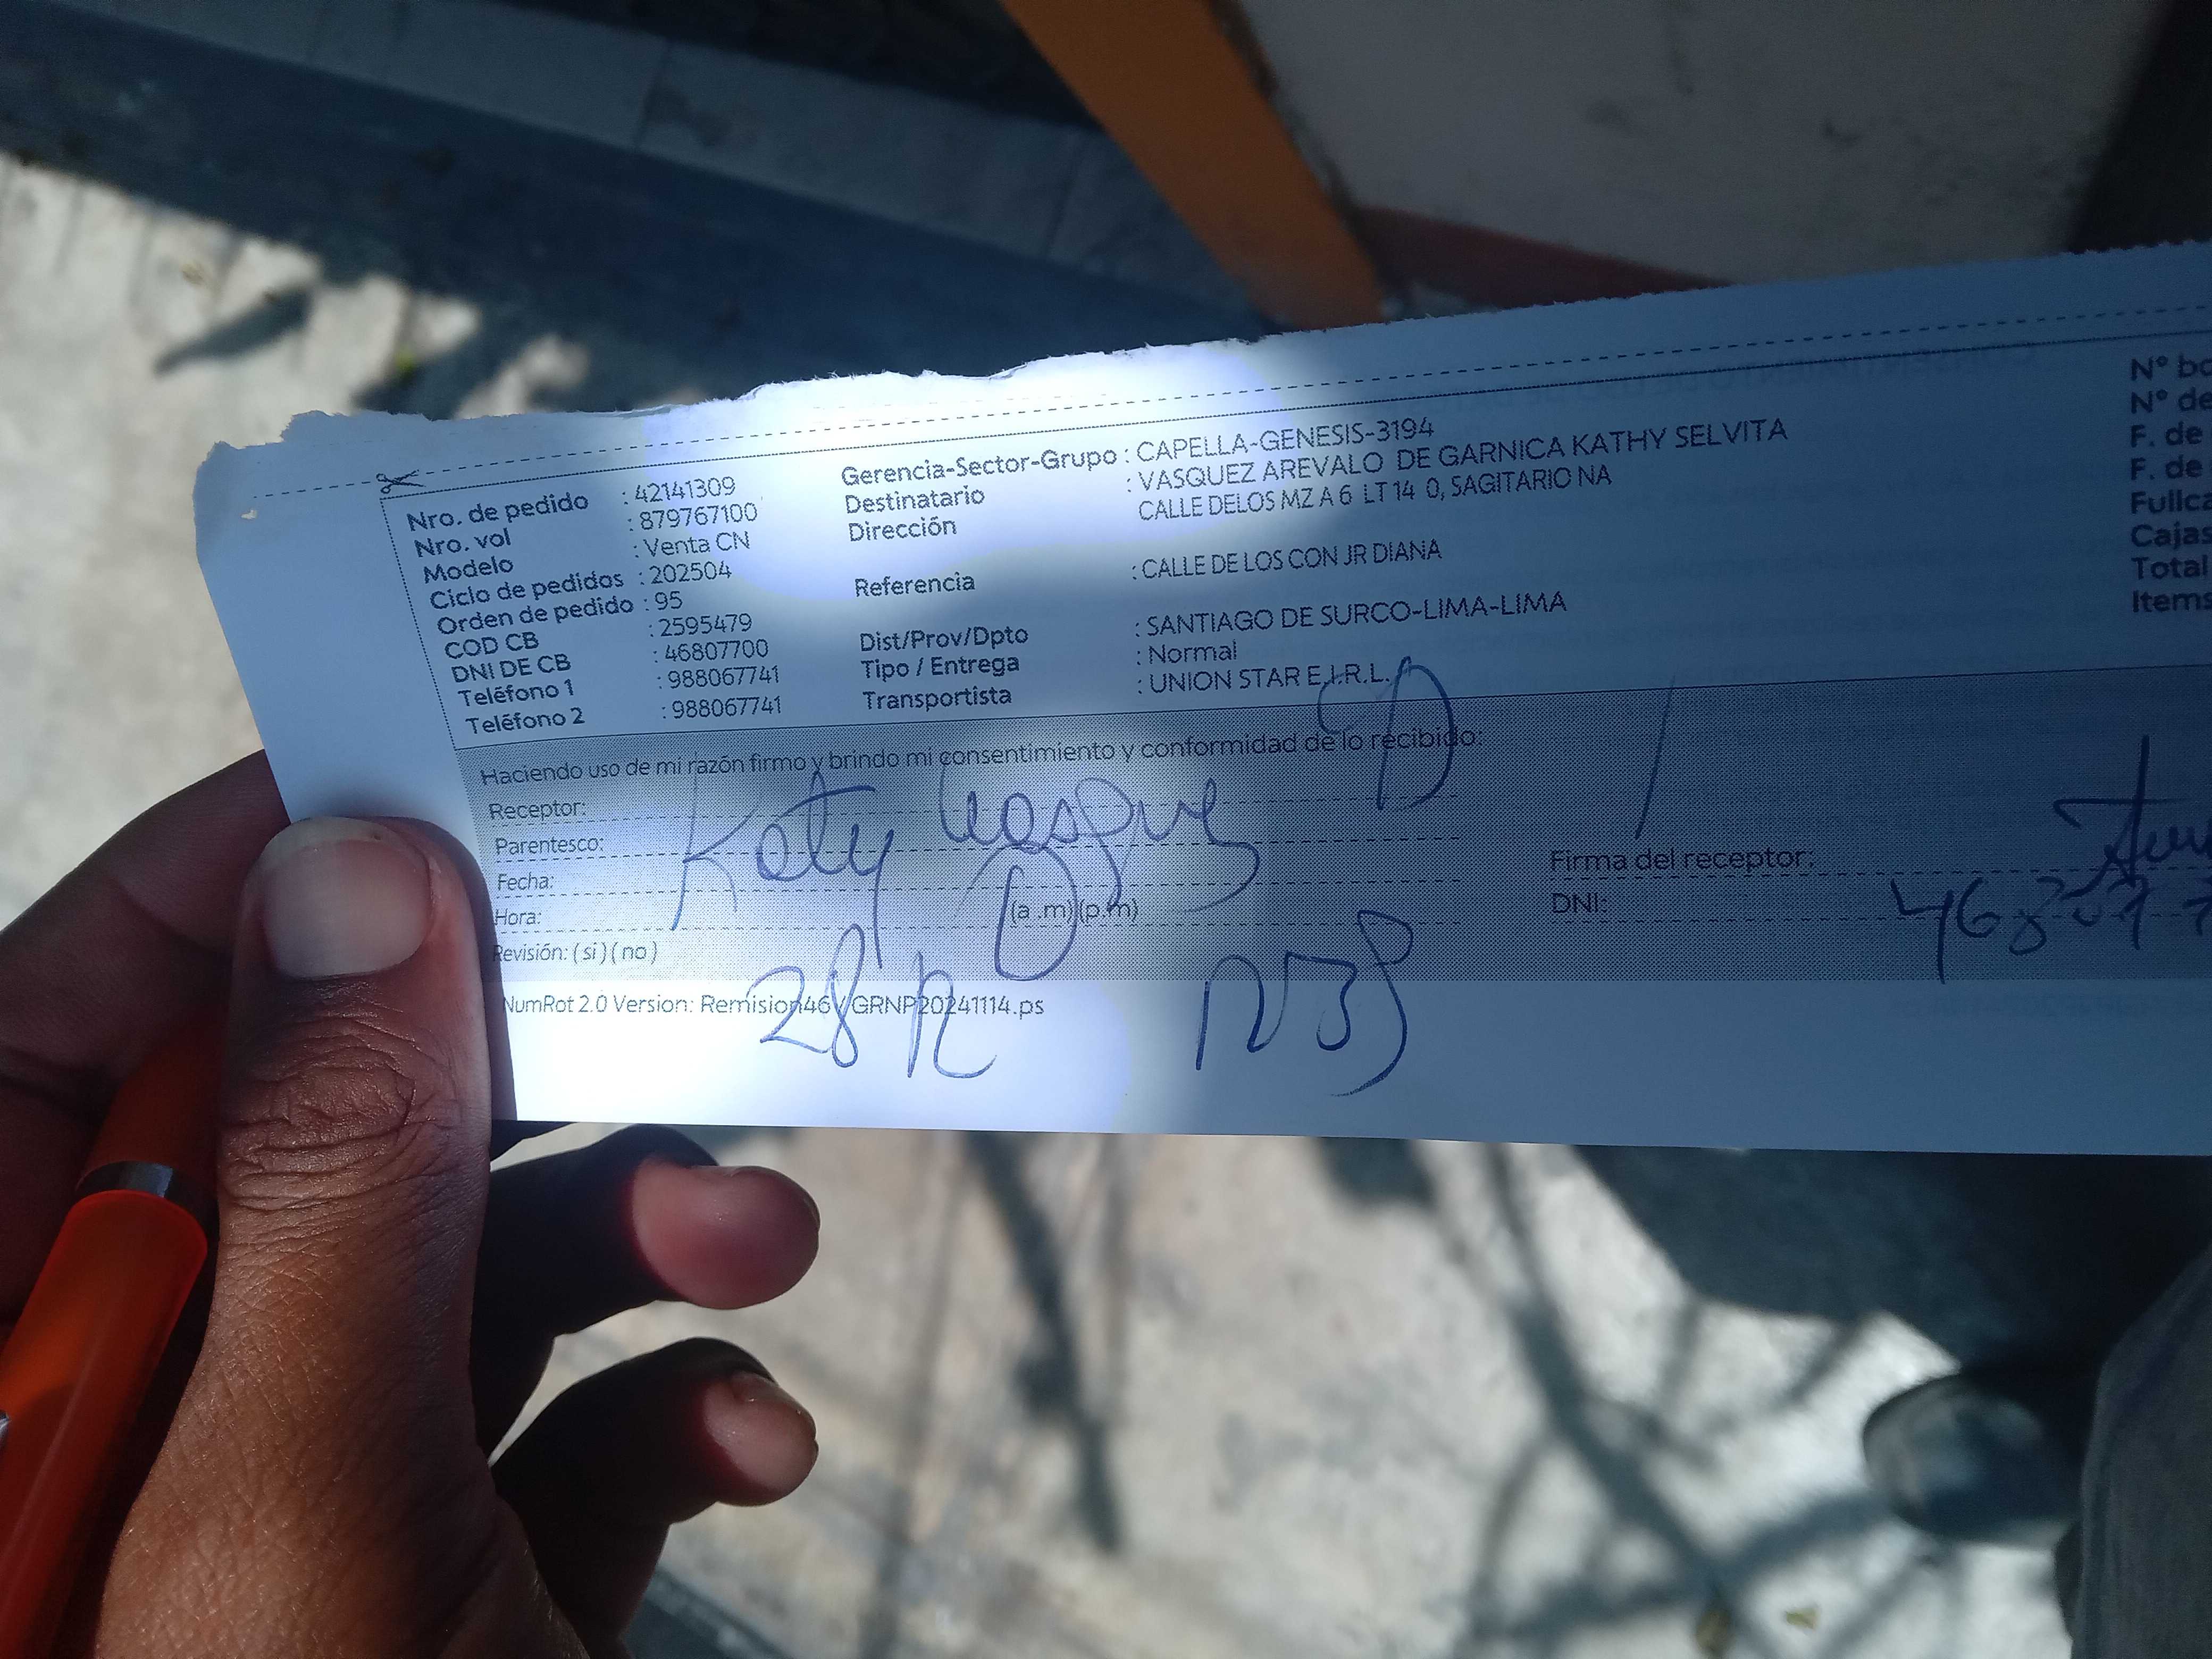 Nro. de pedido : 42141309
Nro. vol : 879767100
Modelo : Venta CN
Ciclo de pedidos : 202504
Orden de pedido : 95
COD CB : 2595479
DNI DE CB : 46807700
Teléfono 1 : 988067741
Teléfono 2 : 988067741
Gerencia-Sector-Grupo : CAPELLA-GENESIS-3194
Destinatario : VASQUEZ AREVALO DE GARNICA KATHY SELVITA
Dirección CALLE DELOS MZ A 6 LT 14 0, SAGITARIO NA
Referencia : CALLE DE LOS CON JR DIANA
Dist/Prov/Dpto : SANTIAGO DE SURCO-LIMA-LIMA
Tipo / Entrega : Normal
Transportista : UNION STAR E.I.R.L.
N° bo
N° de
F. de
F. de
Fullca
Cajas
Total
Items
Haciendo uso de mi razón firmo y brindo mi consentimiento y conformidad de lo recibido:
Receptor:
Parentesco: Katy Vasquez
Fecha:
Hora: (a .m) (p.m)
Revisión: ( si ) ( no )
Firma del receptor:
DNI:
NumRot 2.0 Version: Remision46 / GRNP20241114.ps